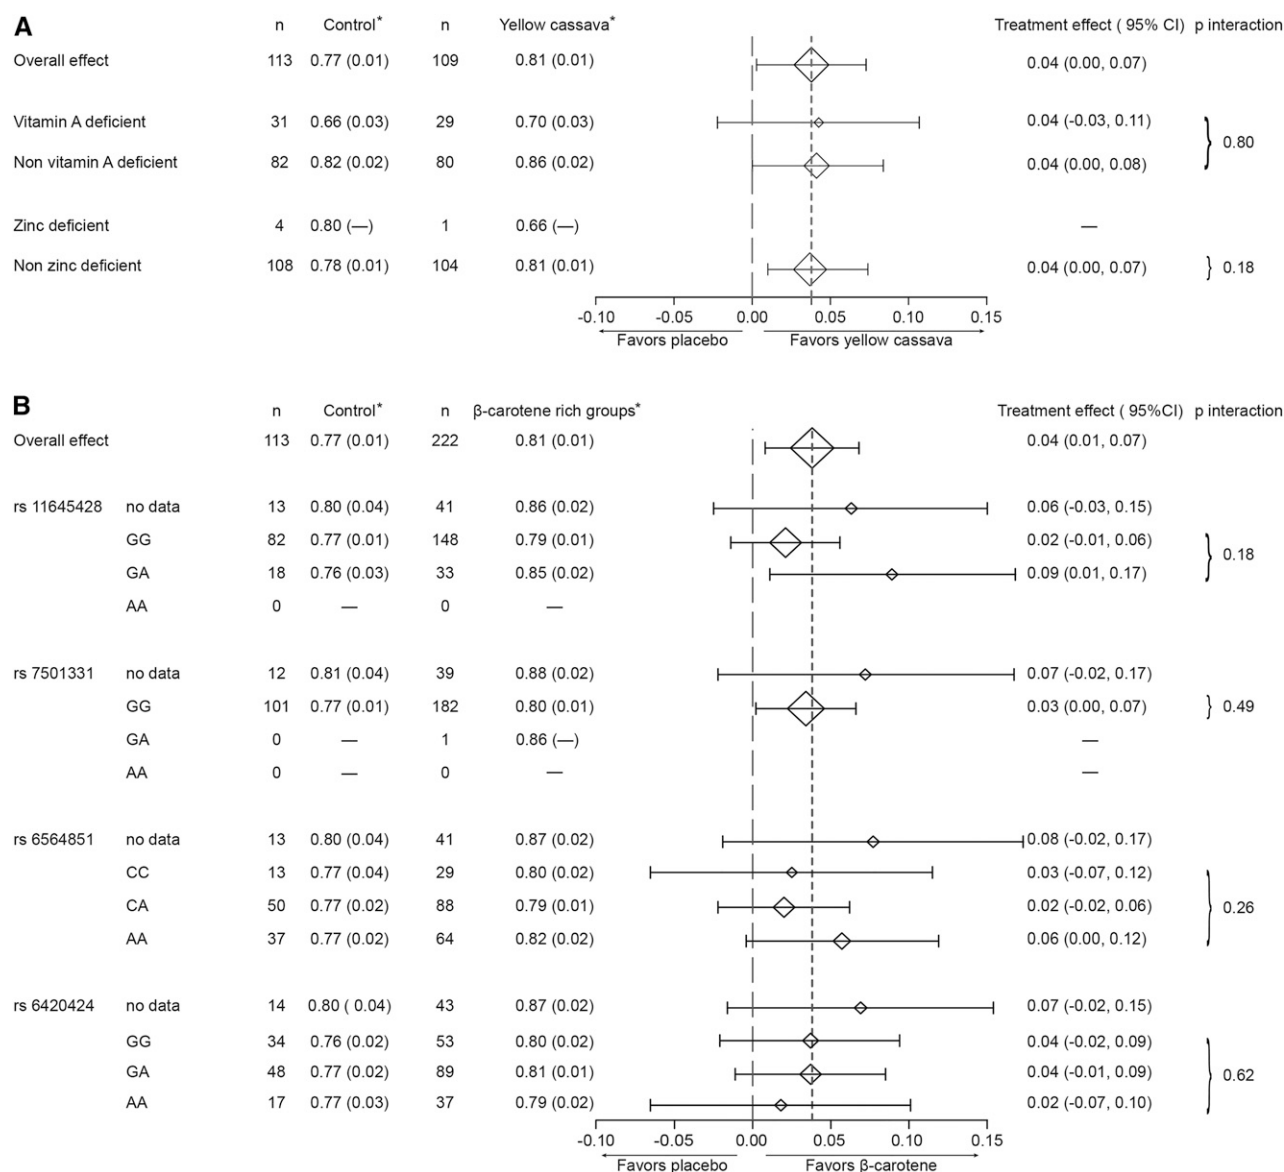 A
n Control* n Yellow cassava* Treatment effect ( 95% CI) p interaction
Overall effect 113 0.77 (0.01) 109 0.81 (0.01) 0.04 (0.00, 0.07)
Vitamin A deficient 31 0.66 (0.03) 29 0.70 (0.03) 0.04 (-0.03, 0.11)
0.80
Non vitamin A deficient 82 0.82 (0.02) 80 0.86 (0.02) 0.04 (0.00, 0.08)
Zinc deficient 4 0.80 (—) 1 0.66 (—) —
Non zinc deficient 108 0.78 (0.01) 104 0.81 (0.01) 0.04 (0.00, 0.07) } 0.18
-0.10 -0.05 0.00 0.05 0.10 0.15
Favors placebo Favors yellow cassava
B
n Control* n β-carotene rich groups* Treatment effect ( 95%CI) p interaction
Overall effect 113 0.77 (0.01) 222 0.81 (0.01) 0.04 (0.01, 0.07)
rs 11645428 no data 13 0.80 (0.04) 41 0.86 (0.02) 0.06 (-0.03, 0.15)
GG 82 0.77 (0.01) 148 0.79 (0.01) 0.02 (-0.01, 0.06)
0.18
GA 18 0.76 (0.03) 33 0.85 (0.02) 0.09 (0.01, 0.17)
AA 0 — 0 —
rs 7501331 no data 12 0.81 (0.04) 39 0.88 (0.02) 0.07 (-0.02, 0.17)
GG 101 0.77 (0.01) 182 0.80 (0.01) 0.03 (0.00, 0.07) } 0.49
GA 0 — 1 0.86 (—) —
AA 0 — 0 — —
rs 6564851 no data 13 0.80 (0.04) 41 0.87 (0.02) 0.08 (-0.02, 0.17)
CC 13 0.77 (0.04) 29 0.80 (0.02) 0.03 (-0.07, 0.12)
CA 50 0.77 (0.02) 88 0.79 (0.01) 0.02 (-0.02, 0.06) 0.26
AA 37 0.77 (0.02) 64 0.82 (0.02) 0.06 (0.00, 0.12)
rs 6420424 no data 14 0.80 ( 0.04) 43 0.87 (0.02) 0.07 (-0.02, 0.15)
GG 34 0.76 (0.02) 53 0.80 (0.02) 0.04 (-0.02, 0.09)
GA 48 0.77 (0.02) 89 0.81 (0.01) 0.04 (-0.01, 0.09) 0.62
AA 17 0.77 (0.03) 37 0.79 (0.02) 0.02 (-0.07, 0.10)
-0.10 -0.05 0.00 0.05 0.10 0.15
Favors placebo Favors β-carotene